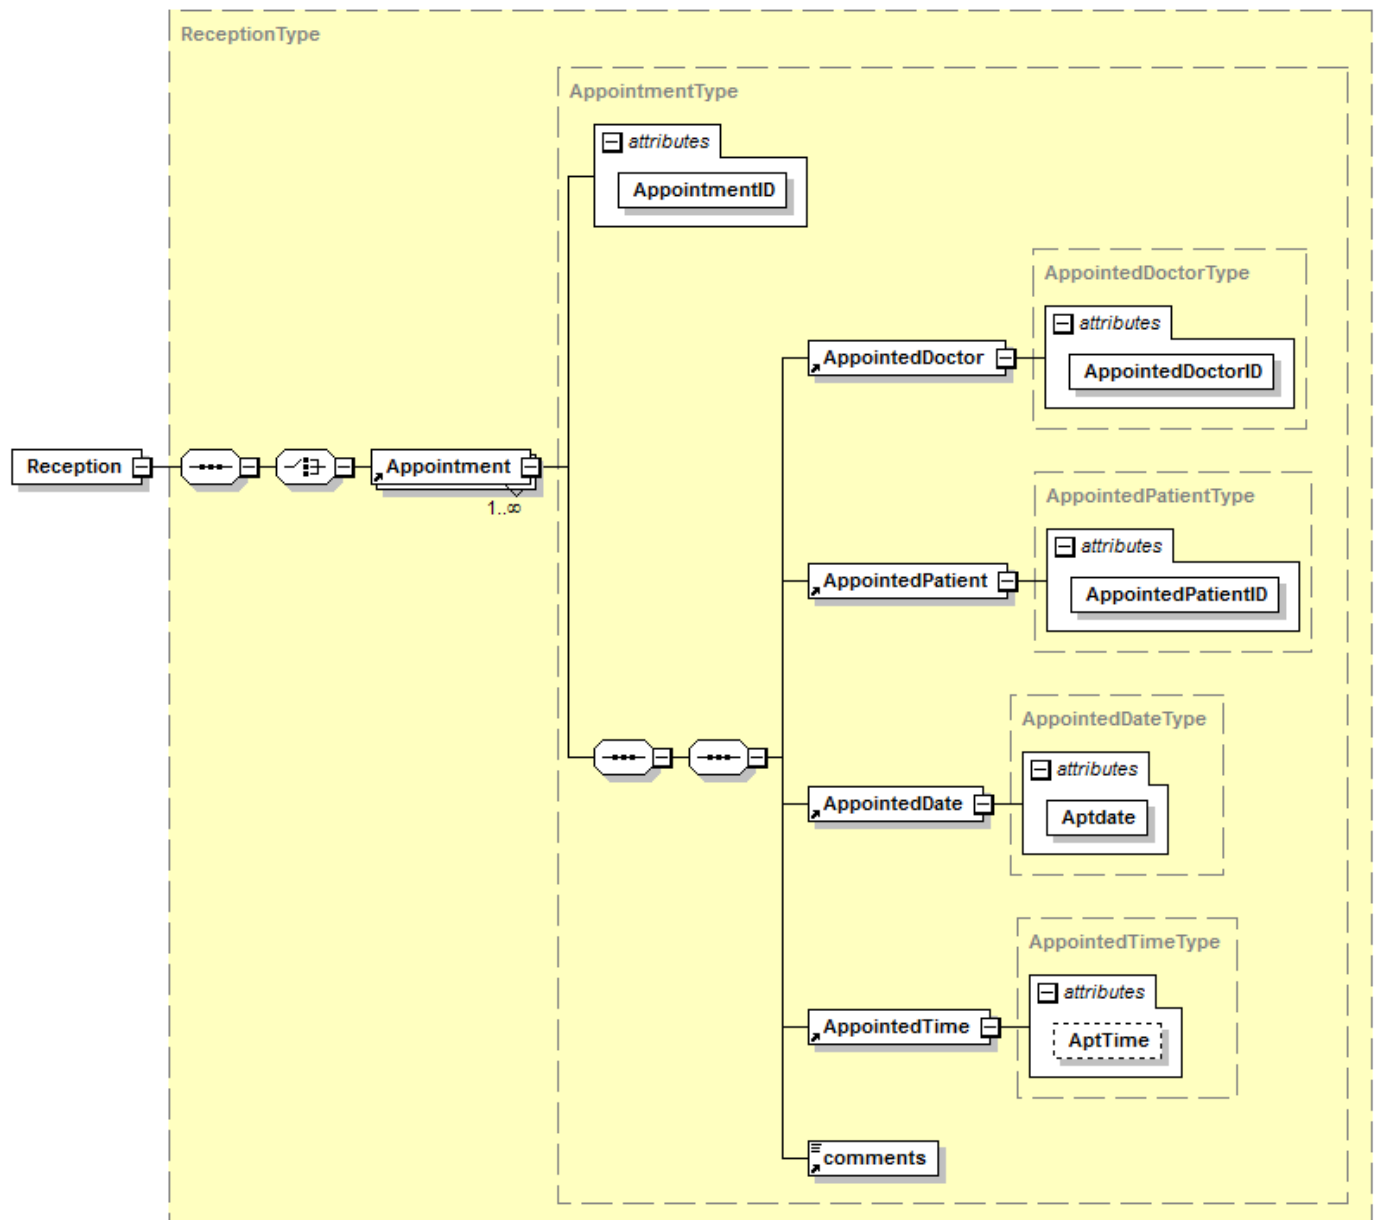 ReceptionType
AppointmentType
attributes
AppointmentID
AppointedDoctorType
attributes
AppointedDoctor
AppointedDoctorID
Reception
Appointment
1..∞
AppointedPatientType
attributes
AppointedPatient
AppointedPatientID
AppointedDateType
attributes
AppointedDate
Aptdate
AppointedTimeType
attributes
AppointedTime
AptTime
comments